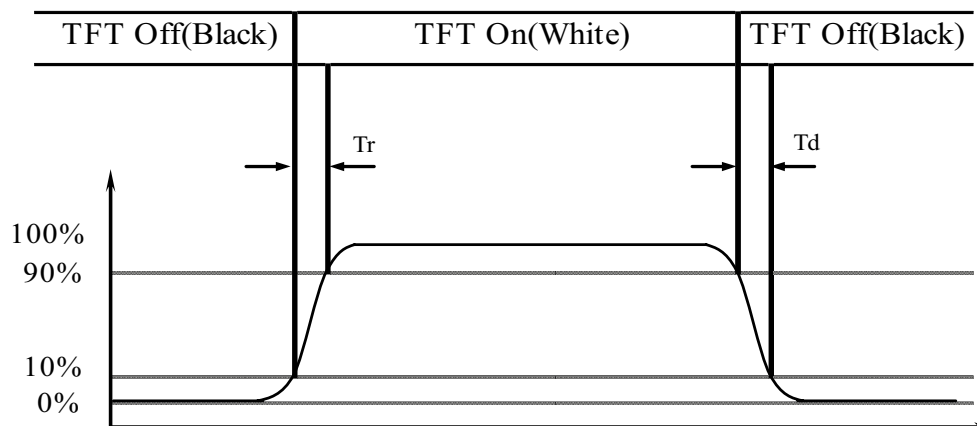 TFT Off(Black) TFT On(White) TFT Off(Black)
Tr Td
100%
90%
10%
0%